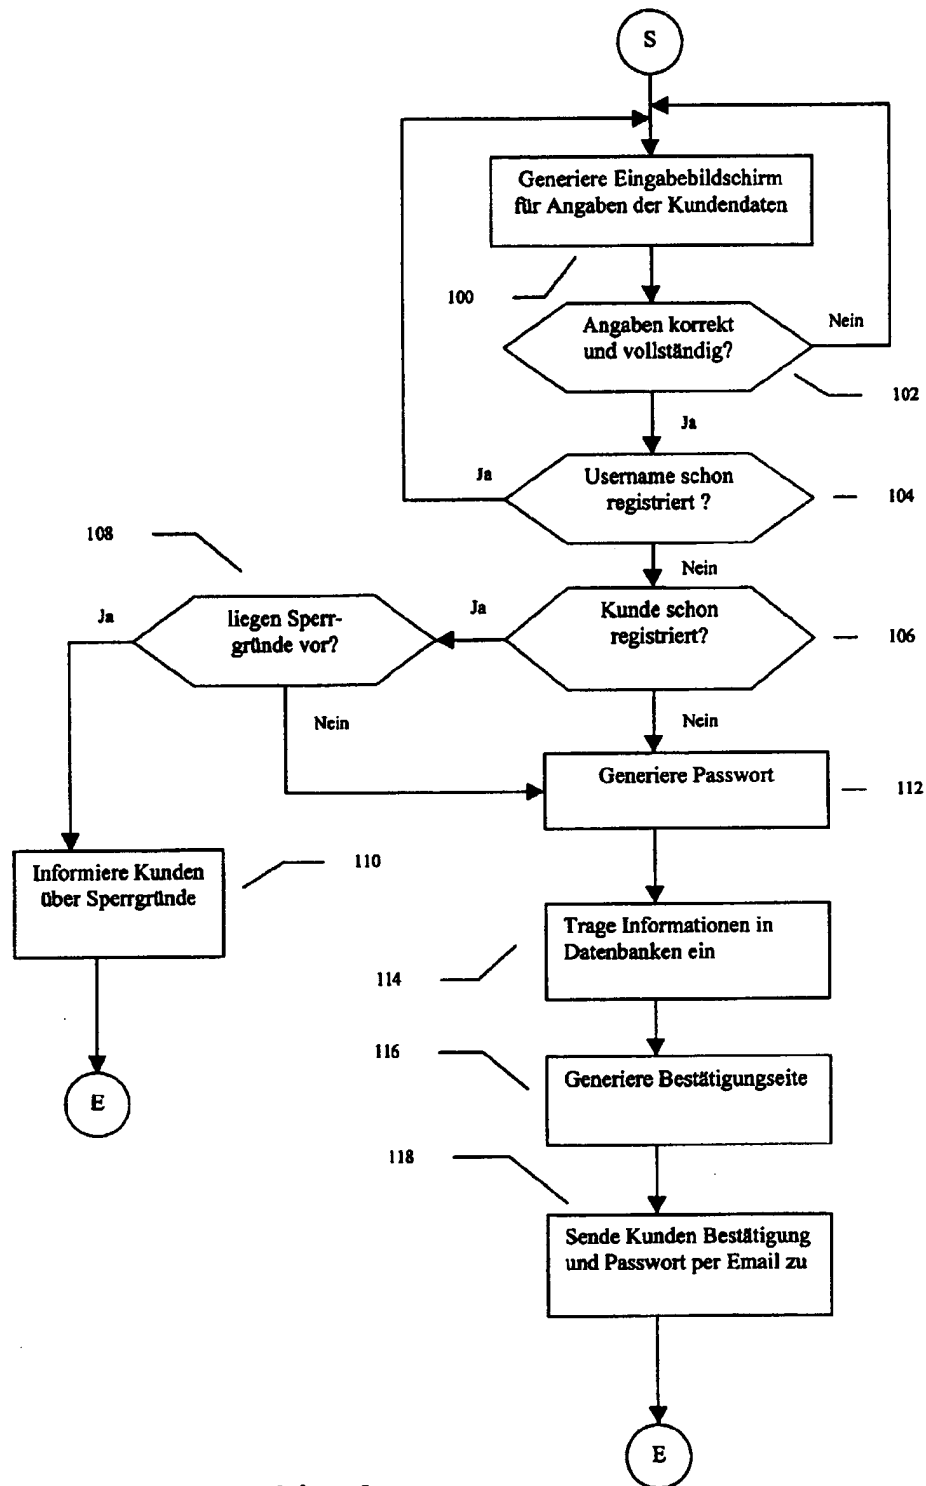 S
Generiere Eingabebildschirm
für Angaben der Kundendaten
100
Angaben korrekt
und vollständig?
Nein
102
Ja
Username schon
registriert ?
Ja
104
Nein
108
Kunde schon
registriert?
Ja
106
liegen Sperr-
gründe vor?
Ja
Nein
Nein
Generiere Passwort
112
Informiere Kunden
über Sperrgründe
110
Trage Informationen in
Datenbanken ein
114
116
Generiere Bestätigungseite
E
118
Sende Kunden Bestätigung
und Passwort per Email zu
E